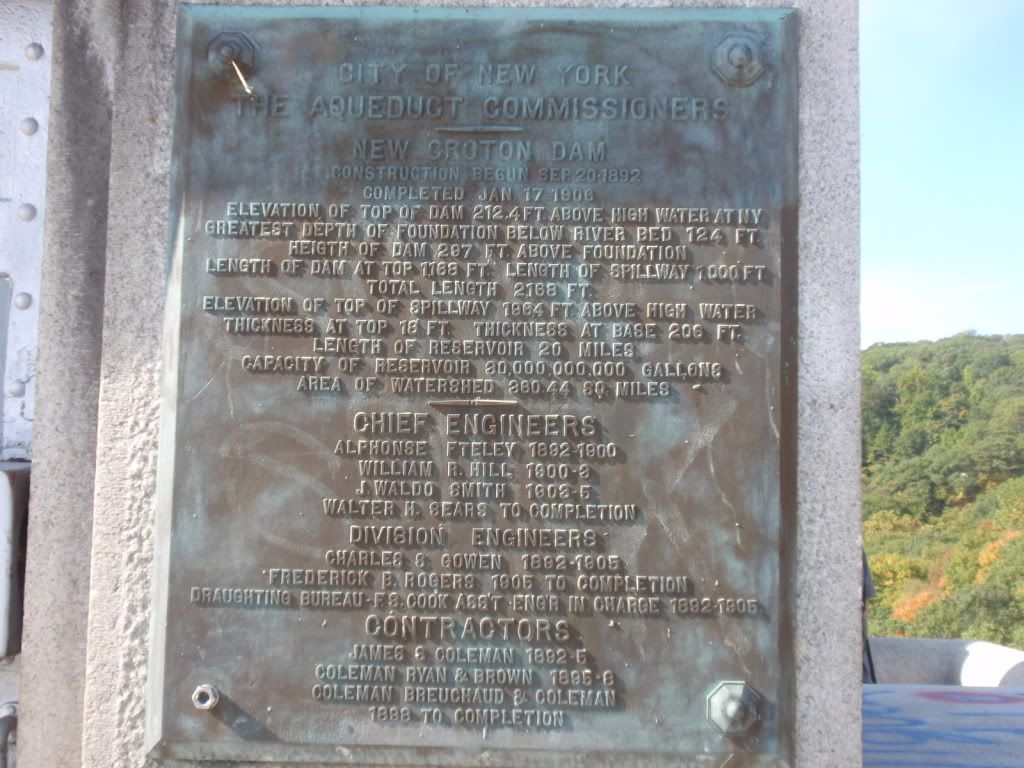 CITY OF NEW YORK
THE AQUEDUCT COMMISSIONERS
NEW CROTON DAM
CONSTRUCTION BEGUN SEP. 20-1892
COMPLETED JAN 17-1906
ELEVATION OF TOP OF DAM 212.4 FT. ABOVE HIGH WATER AT N.Y
GREATEST DEPTH OF FOUNDATION BELOW RIVER BED 124 FT.
HEIGTH OF DAM 297 FT. ABOVE FOUNDATION
LENGTH OF DAM AT TOP 1168 FT. LENGTH OF SPILLWAY 1000 FT
TOTAL LENGTH 2168 FT.
ELEVATION OF TOP OF SPILLWAY 196.4 FT. ABOVE HIGH WATER
THICKNESS AT TOP 18 FT. THICKNESS AT BASE 206 FT.
LENGTH OF RESERVOIR 20 MILES
CAPACITY OF RESERVOIR 30,000,000,000 GALLONS
AREA OF WATERSHED 360.44 SQ. MILES
CHIEF ENGINEERS
ALPHONSE FTELEY 1892-1900
WILLIAM R. HILL 1900-3
J. WALDO SMITH 1903-5
WALTER H. SEARS TO COMPLETION
DIVISION ENGINEERS
CHARLES S. GOWEN 1892-1905
FREDERICK B. ROGERS 1905 TO COMPLETION
DRAUGHTING BUREAU-F.S. COOK ASS'T ENGR IN CHARGE 1892-1905
CONTRACTORS
JAMES S. COLEMAN 1892-5
COLEMAN RYAN & BROWN 1895-8
COLEMAN BREUCHAUD & COLEMAN
1898 TO COMPLETION